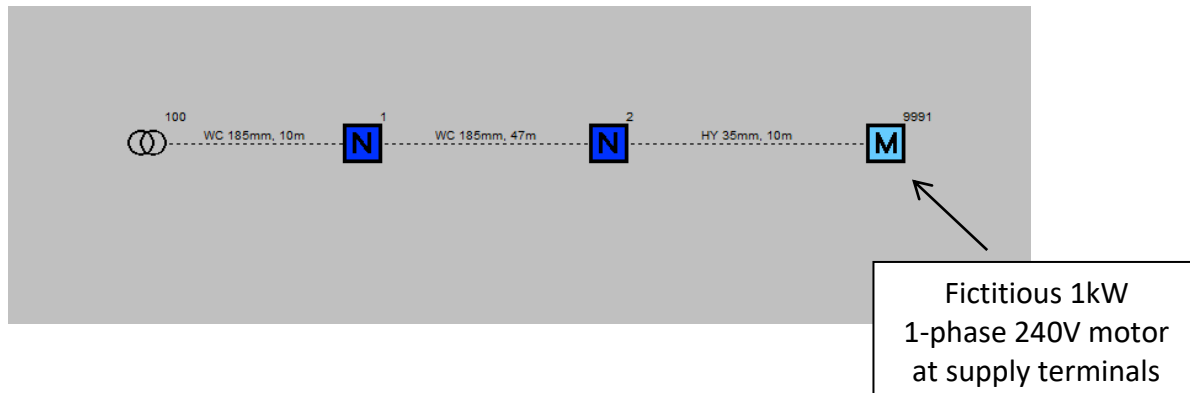 100
WC 185mm, 10m
N
1
WC 185mm, 47m
N
2
HY 35mm, 10m
M
9991
Fictitious 1kW
1-phase 240V motor
at supply terminals